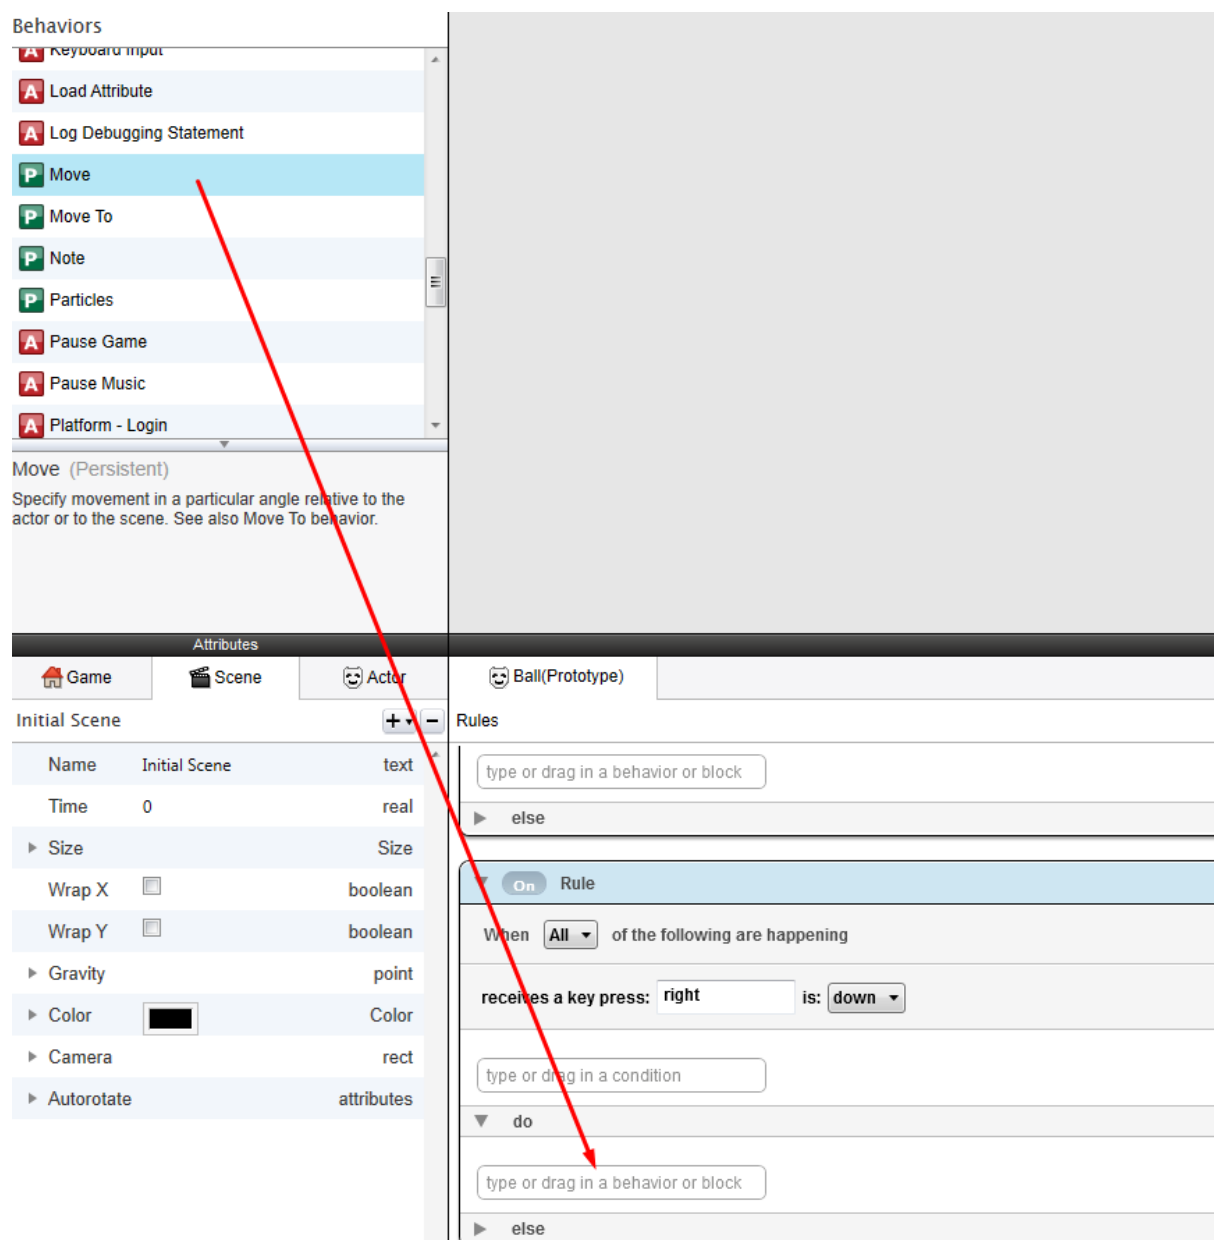 Behaviors
A Keyboard Input
A Load Attribute
A Log Debugging Statement
P Move
P Move To
P Note
P Particles
A Pause Game
A Pause Music
A Platform - Login
Move (Persistent)
Specify movement in a particular angle relative to the
actor or to the scene. See also Move To behavior.
Attributes
Game Scene Actor
Initial Scene + −
Name Initial Scene text
Time 0 real
Size Size
Wrap X boolean
Wrap Y boolean
Gravity point
Color Color
Camera rect
Autorotate attributes
Ball(Prototype)
Rules
type or drag in a behavior or block
else
On Rule
When All of the following are happening
receives a key press: right is: down
type or drag in a condition
do
type or drag in a behavior or block
else